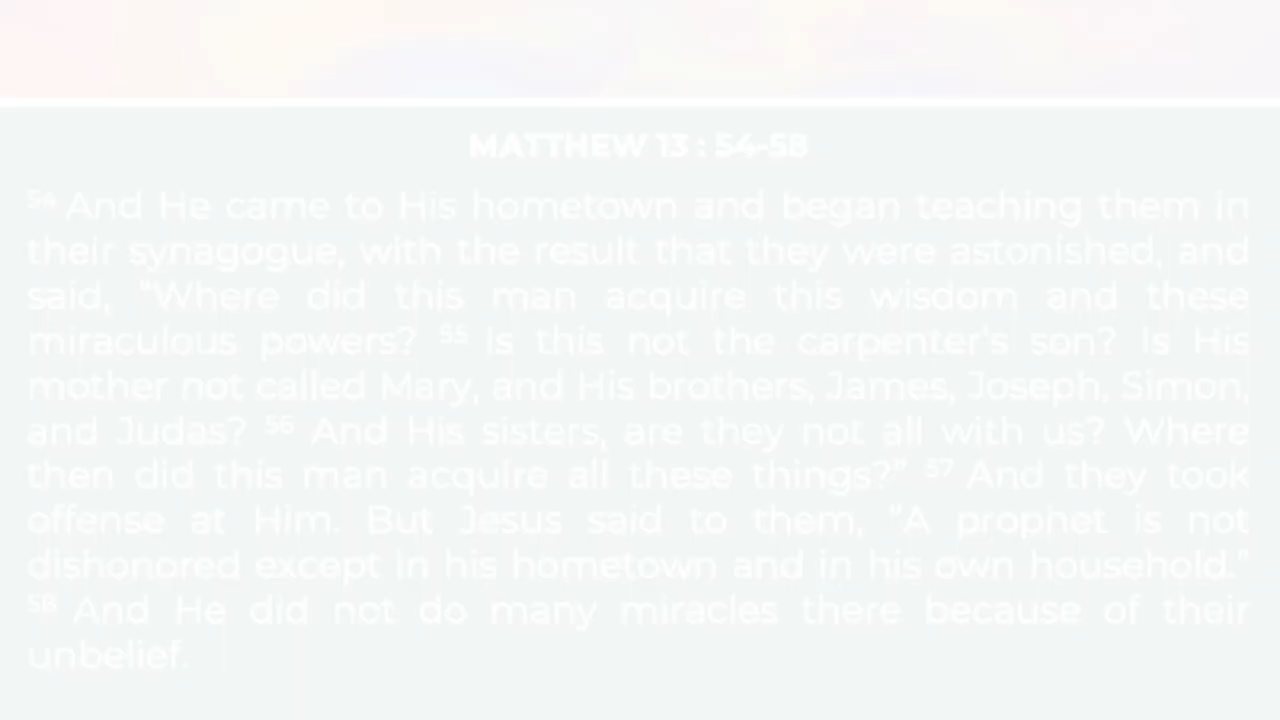 MATTHEW 13 : 54-58
54 And He came to His hometown and began teaching them in
their synagogue, with the result that they were astonished, and
said, "Where did this man acquire this wisdom and these
miraculous powers? 55 Is this not the carpenter's son? Is His
mother not called Mary, and His brothers, James, Joseph, Simon,
and Judas? 56 And His sisters, are they not all with us? Where
then did this man acquire all these things?" 57 And they took
offense at Him. But Jesus said to them, "A prophet is not
dishonored except in his hometown and in his own household."
58 And He did not do many miracles there because of their
unbelief.